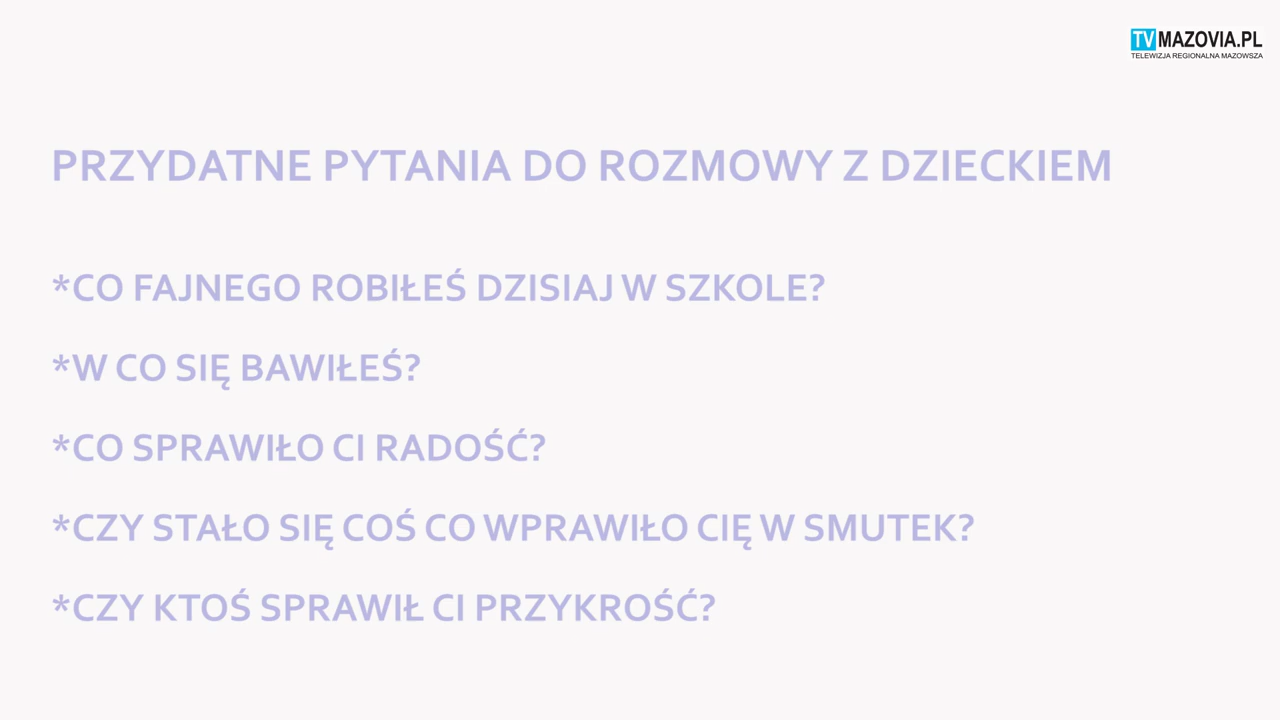 TVMAZOVIA.PL
TELEWIZJA REGIONALNA MAZOWSZA
PRZYDATNE PYTANIA DO ROZMOWY Z DZIECKIEM
*CO FAJNEGO ROBIŁEŚ DZISIAJ W SZKOLE?
*W CO SIĘ BAWIŁEŚ?
*CO SPRAWIŁO CI RADOŚĆ?
*CZY STAŁO SIĘ COŚ CO WPRAWIŁO CIĘ W SMUTEK?
*CZY KTOŚ SPRAWIŁ CI PRZYKROŚĆ?